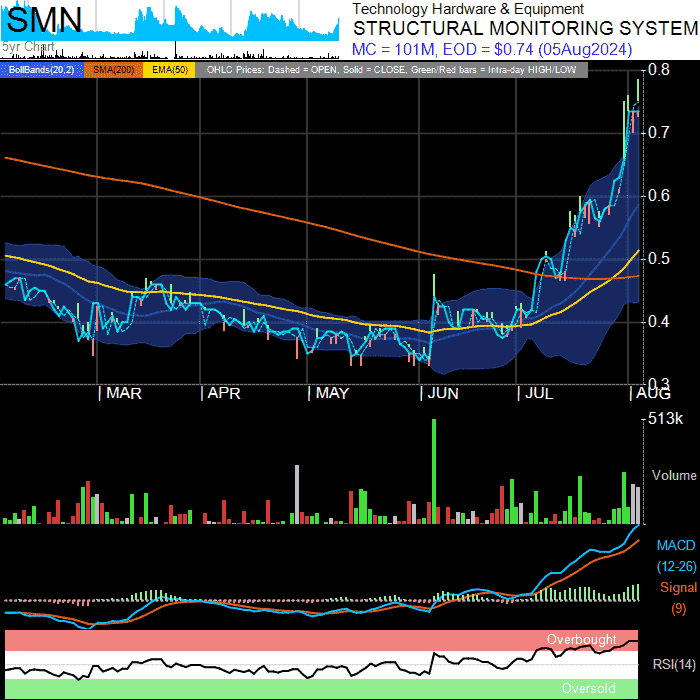 SMN
5yr Chart
Technology Hardware & Equipment
STRUCTURAL MONITORING SYSTEM
MC = 101M, EOD = $0.74 (05Aug2024)
BollBands(20,2) SMA(200) EMA(50) OHLC Prices: Dashed = OPEN, Solid = CLOSE, Green/Red bars = Intra-day HIGH/LOW
0.8
0.7
0.6
0.5
0.4
0.3
| MAR | APR | MAY | JUN | JUL | AUG
513k
Volume
MACD
(12-26)
Signal
(9)
Overbought
RSI(14)
Oversold